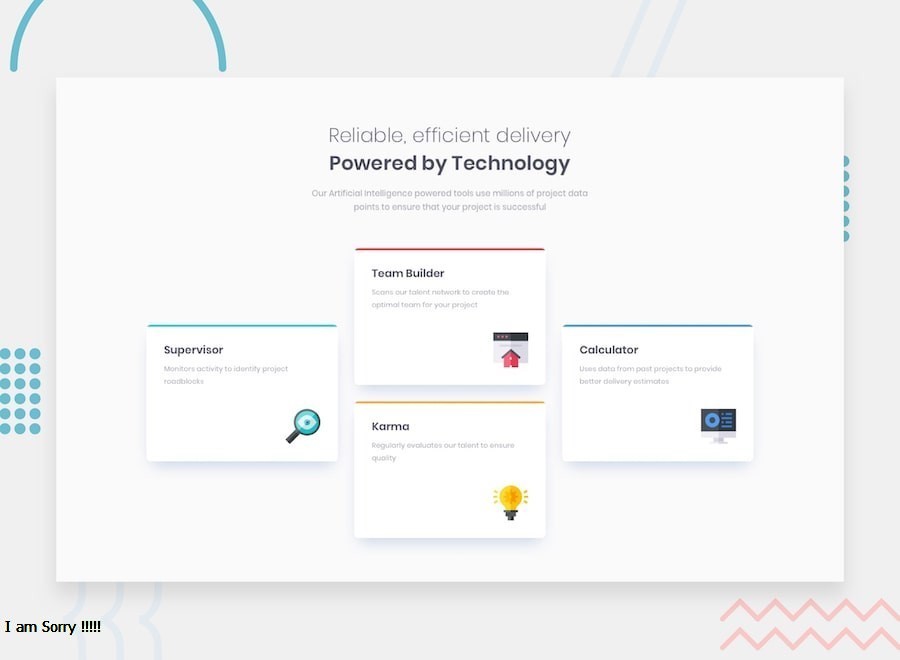 Reliable, efficient delivery
Powered by Technology
Our Artificial Intelligence powered tools use millions of project data
points to ensure that your project is successful
Team Builder
Scans our talent network to create the
optimal team for your project
Supervisor
Monitors activity to identify project
roadblocks
Calculator
Uses data from past projects to provide
better delivery estimates
Karma
Regularly evaluates our talent to ensure
quality
I am Sorry !!!!!